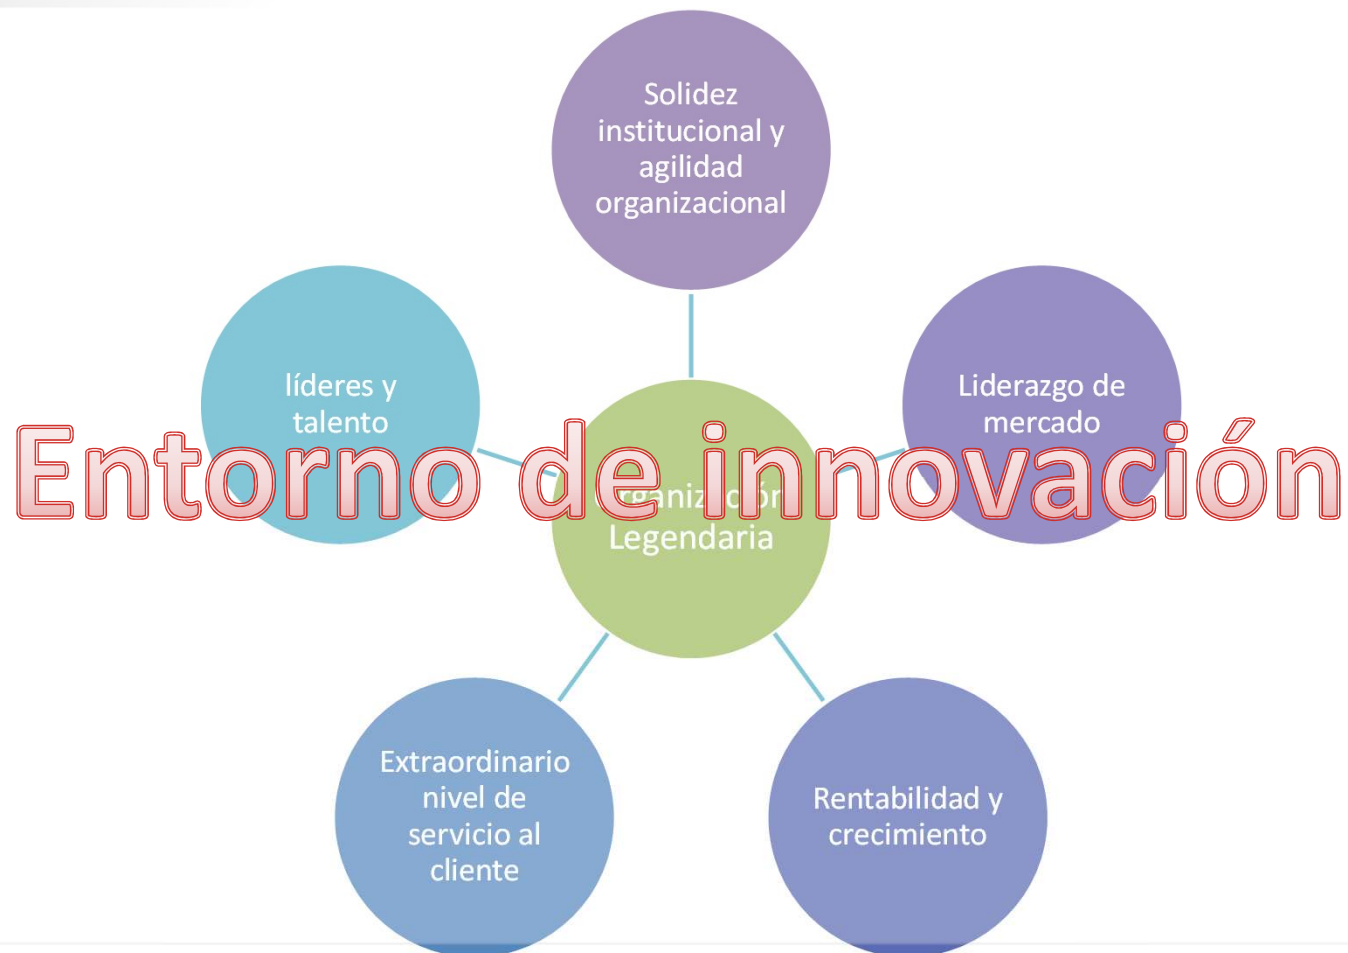 Solidez
institucional y
agilidad
organizacional
líderes y
talento
Liderazgo de
mercado
Entorno de innovación
Organización
Legendaria
Extraordinario
nivel de
servicio al
cliente
Rentabilidad y
crecimiento